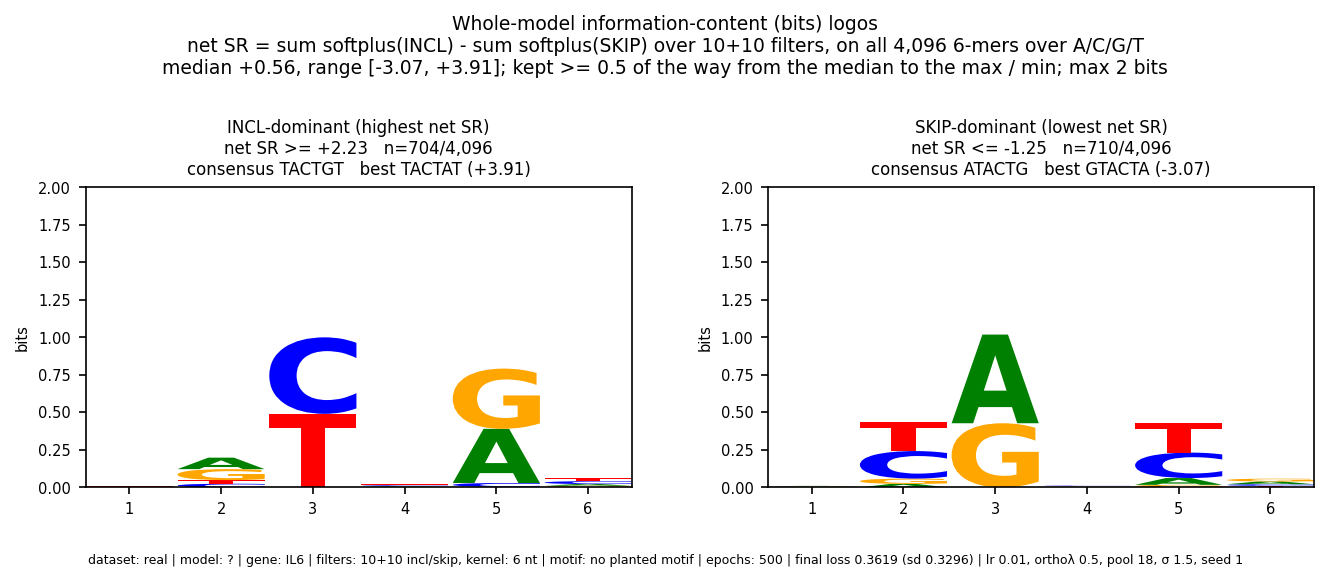 Whole-model information-content (bits) logos
net SR = sum softplus(INCL) - sum softplus(SKIP) over 10+10 filters, on all 4,096 6-mers over A/C/G/T
median +0.56, range [-3.07, +3.91]; kept >= 0.5 of the way from the median to the max / min; max 2 bits
INCL-dominant (highest net SR)
net SR >= +2.23   n=704/4,096
consensus TACTGT   best TACTAT (+3.91)
2.00
1.75
1.50
1.25
1.00
0.75
0.50
0.25
0.00
bits
A
G
T
C
C
T
G
A
1
2
3
4
5
6
SKIP-dominant (lowest net SR)
net SR <= -1.25   n=710/4,096
consensus ATACTG   best GTACTA (-3.07)
2.00
1.75
1.50
1.25
1.00
0.75
0.50
0.25
0.00
bits
T
C
G
A
A
G
T
C
A
1
2
3
4
5
6
dataset: real | model: ? | gene: IL6 | filters: 10+10 incl/skip, kernel: 6 nt | motif: no planted motif | epochs: 500 | final loss 0.3619 (sd 0.3296) | lr 0.01, orthoλ 0.5, pool 18, σ 1.5, seed 1